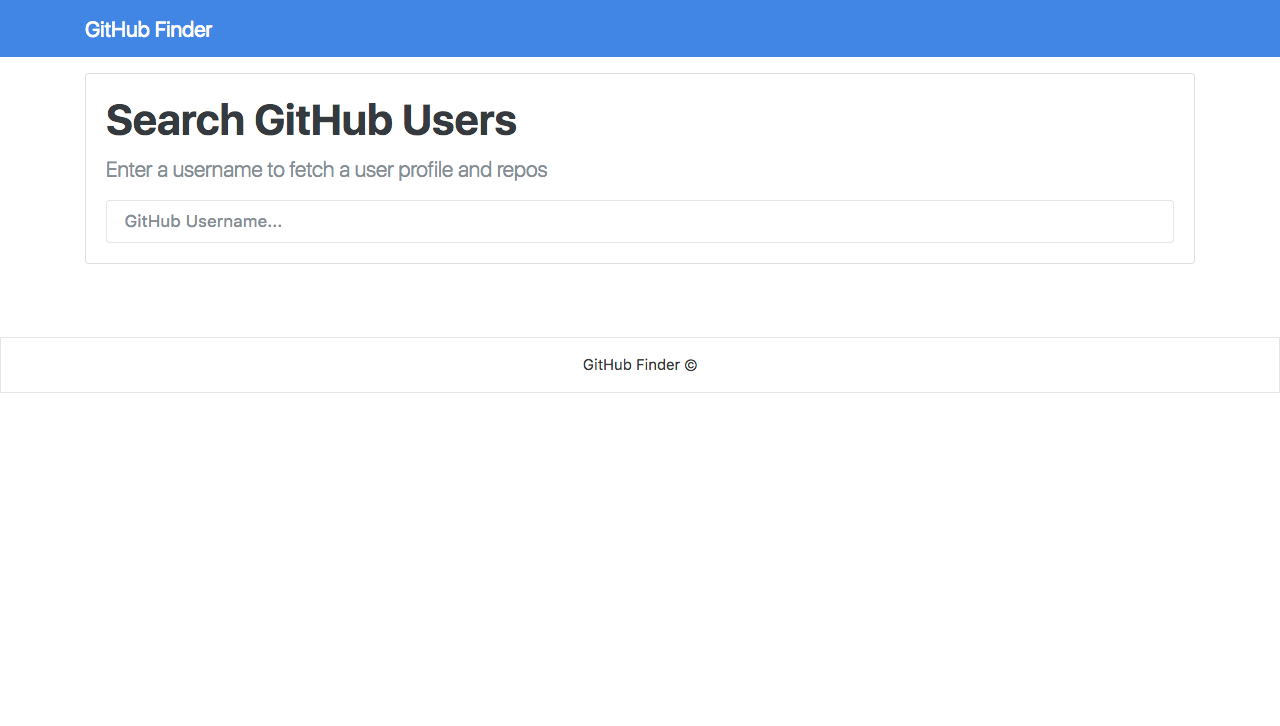 GitHub Finder
Search GitHub Users
Enter a username to fetch a user profile and repos
GitHub Username...
GitHub Finder ©